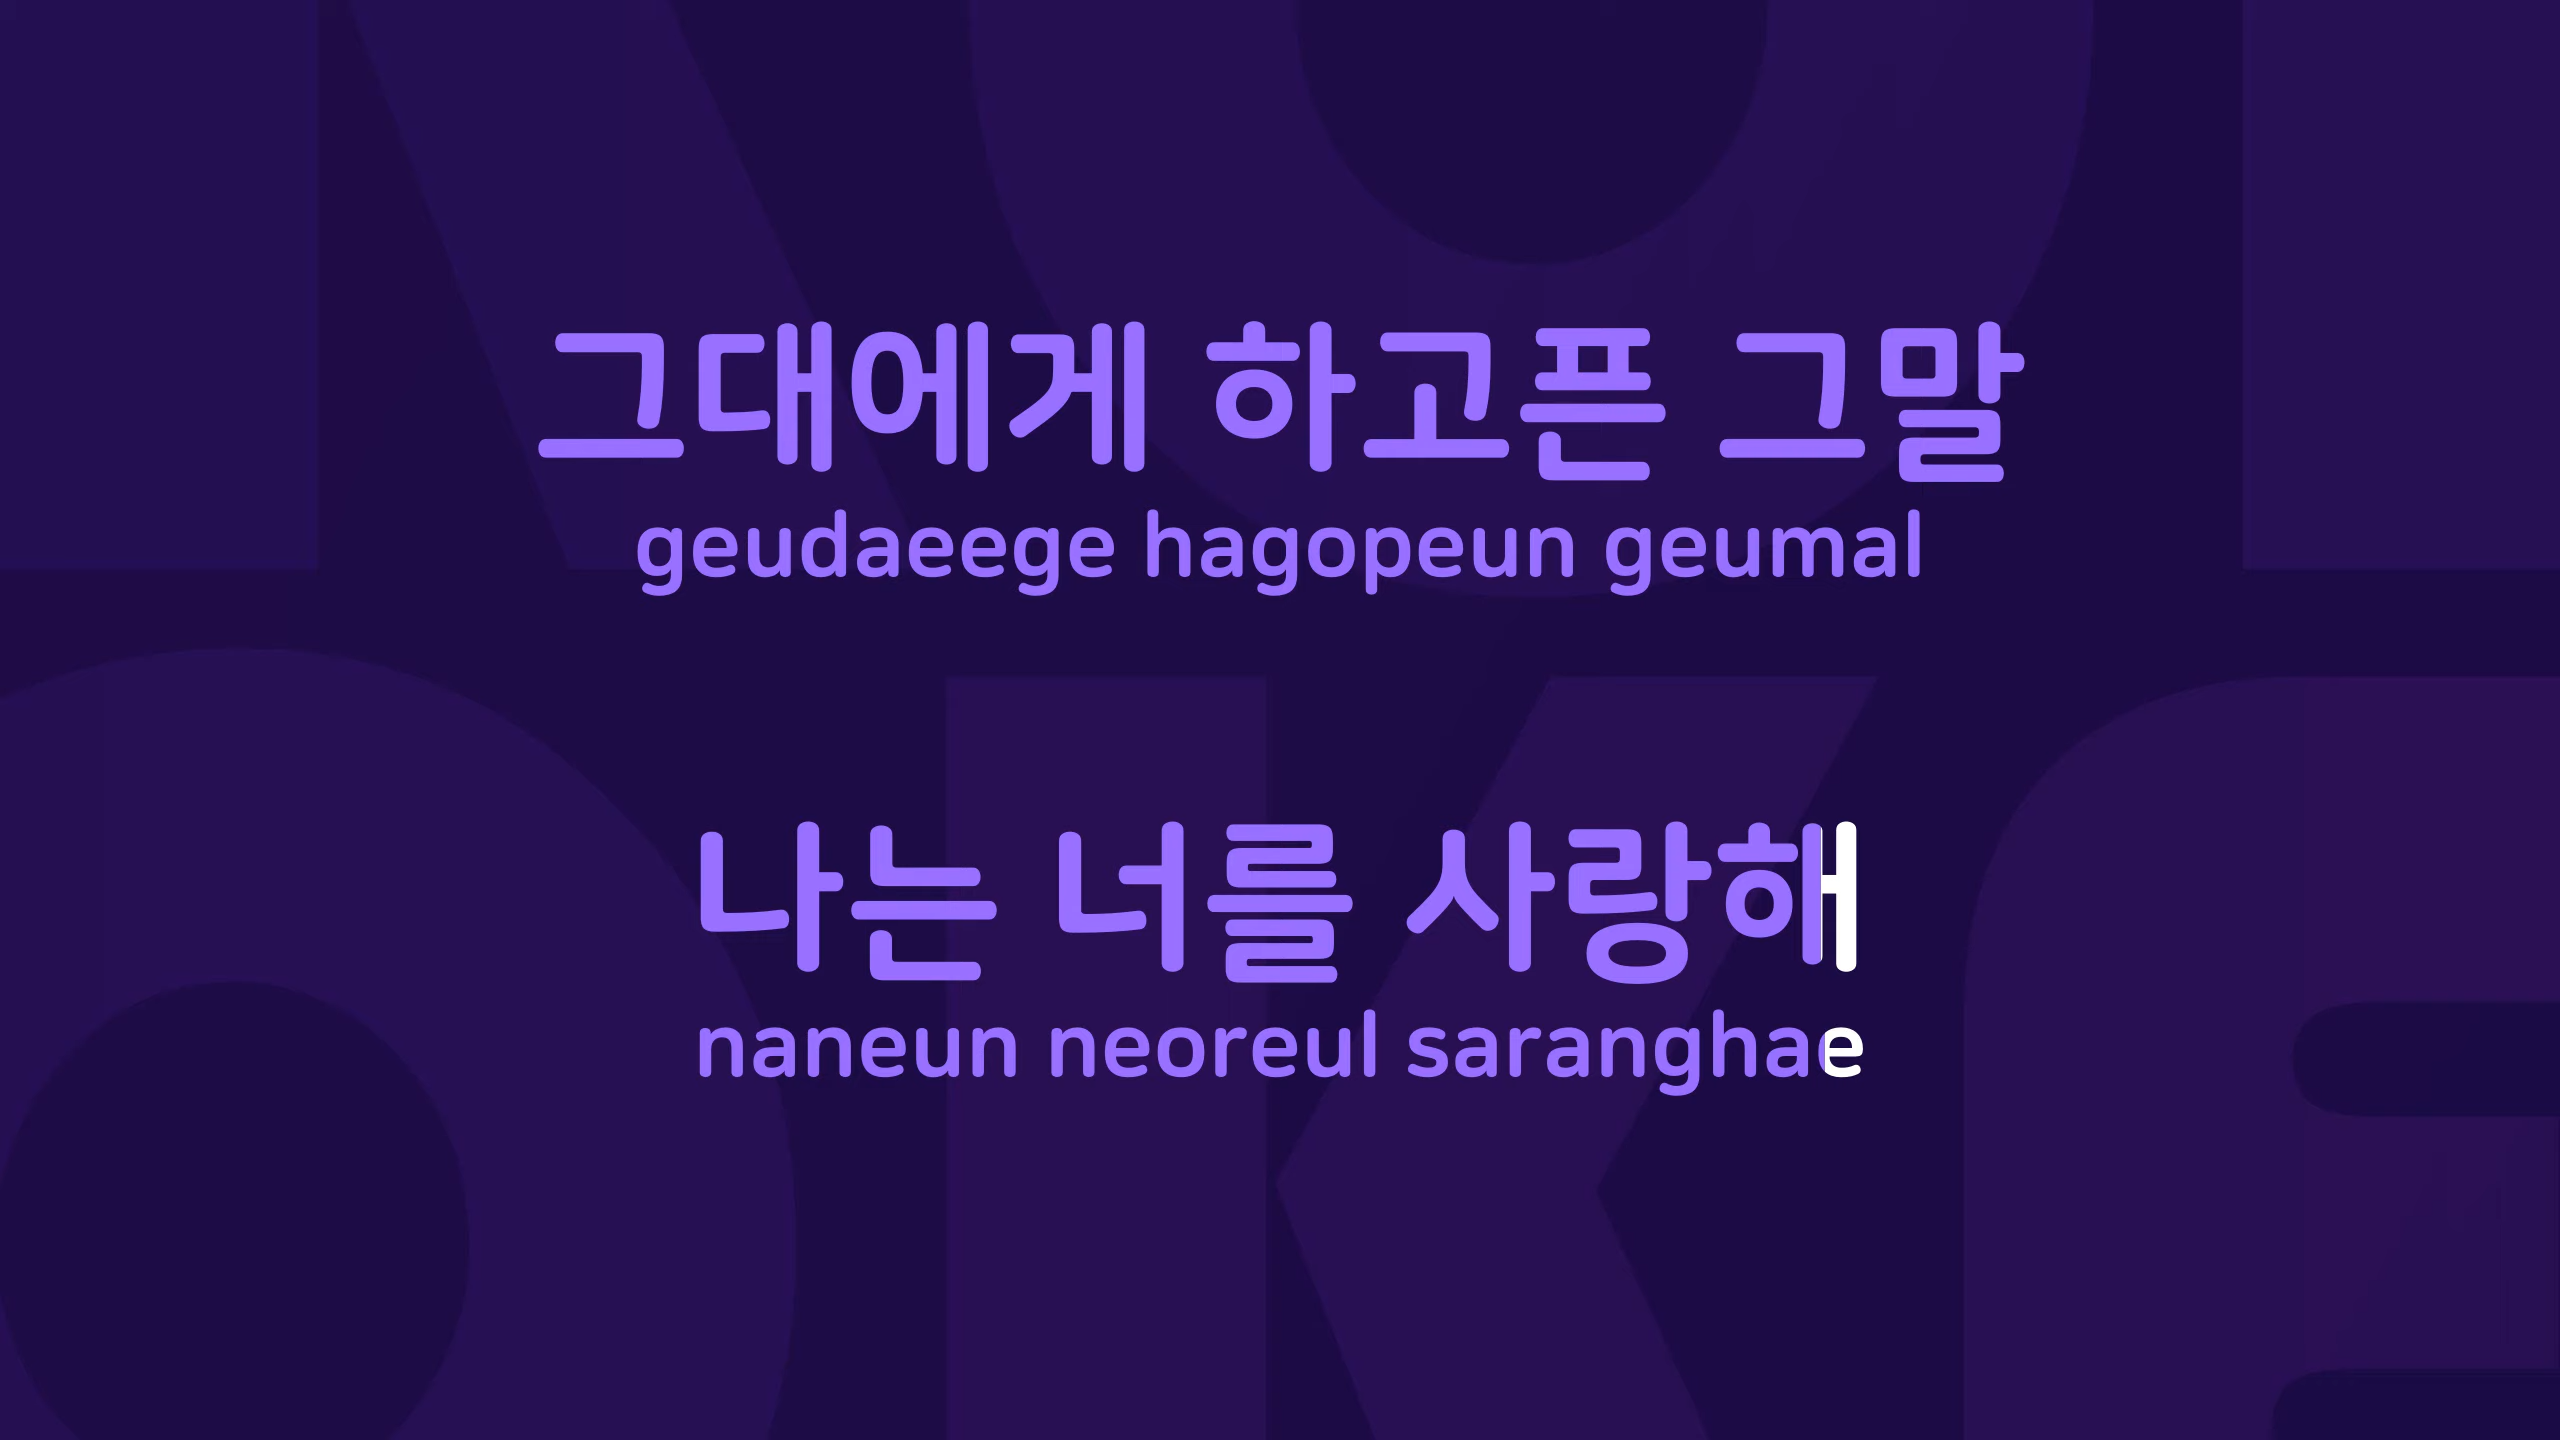 그대에게 하고픈 그말
geudaeege hagopeun geumal
나는 너를 사랑해
naneun neoreul saranghae